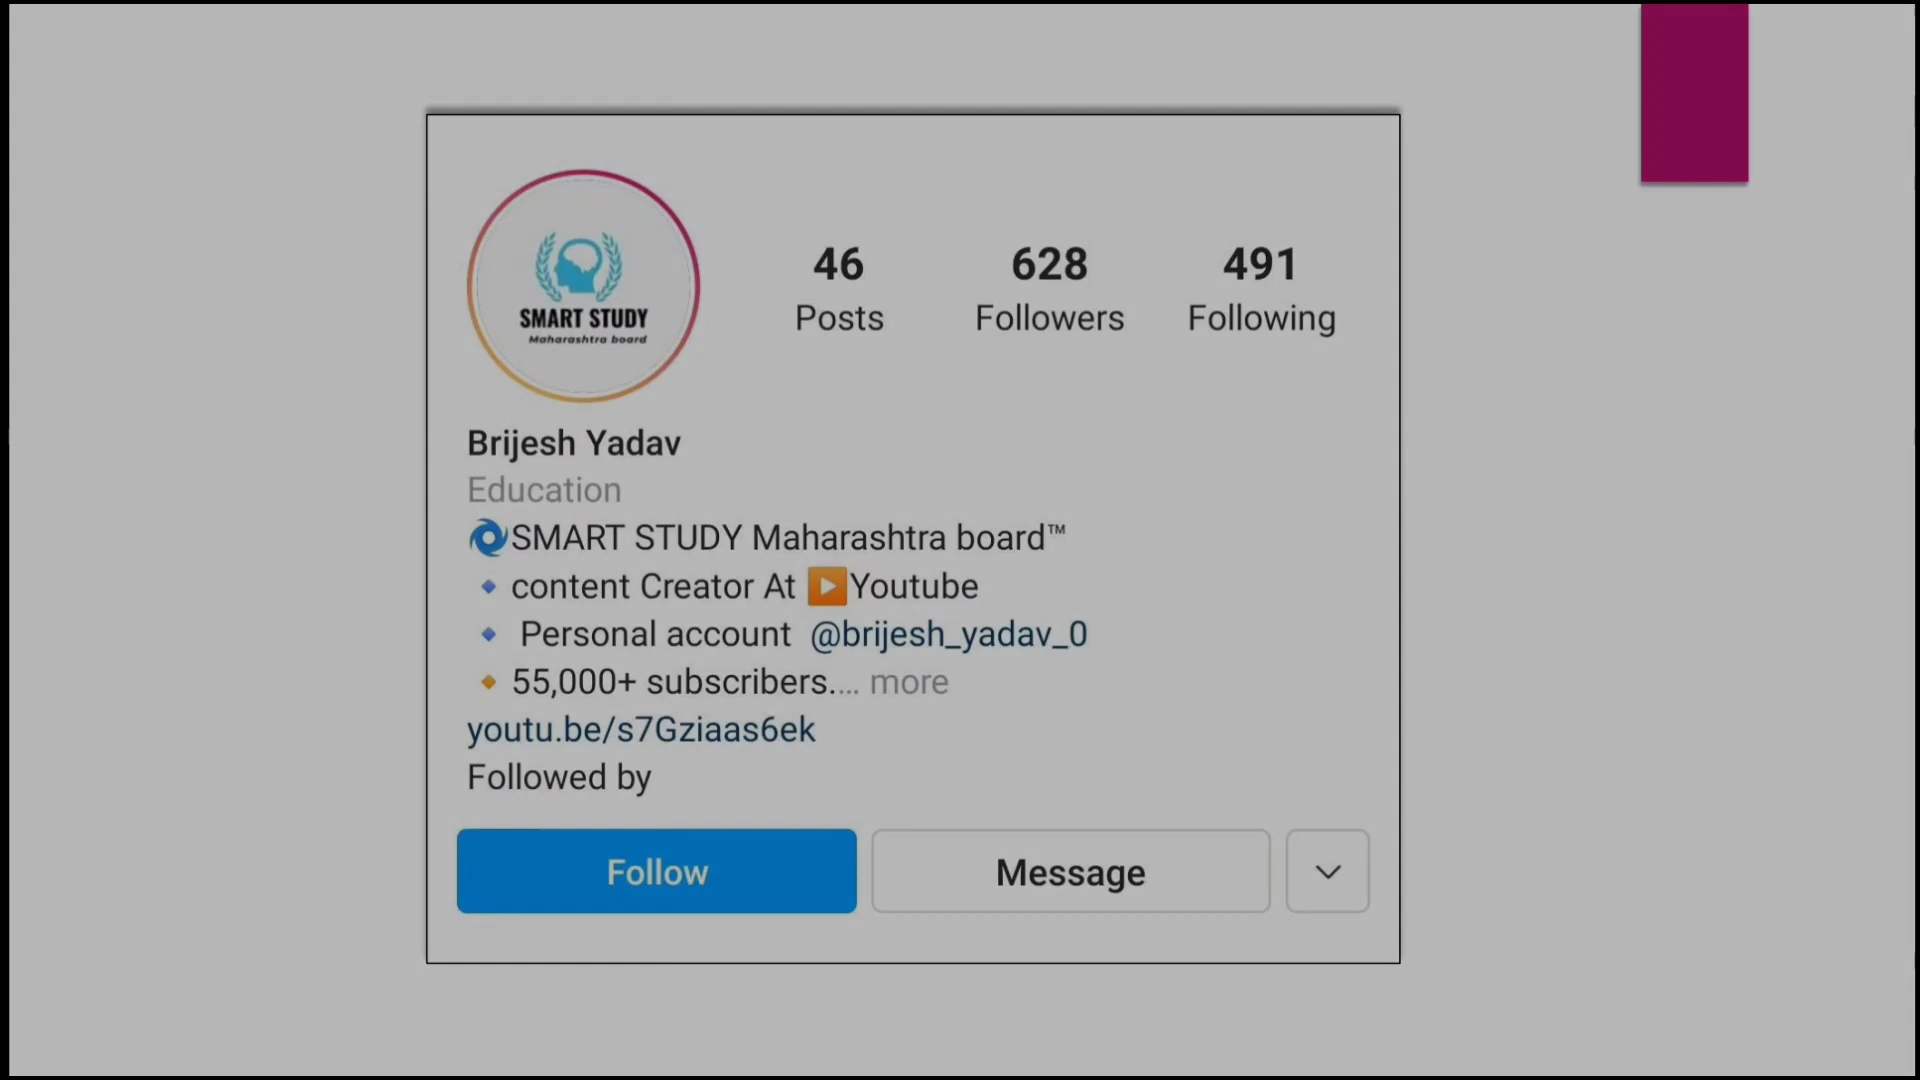 SMART STUDY
Maharashtra board
46 628 491
Posts Followers Following
Brijesh Yadav
Education
SMART STUDY Maharashtra board™
content Creator At Youtube
Personal account @brijesh_yadav_0
55,000+ subscribers.... more
youtu.be/s7Gziaas6ek
Followed by
Follow Message